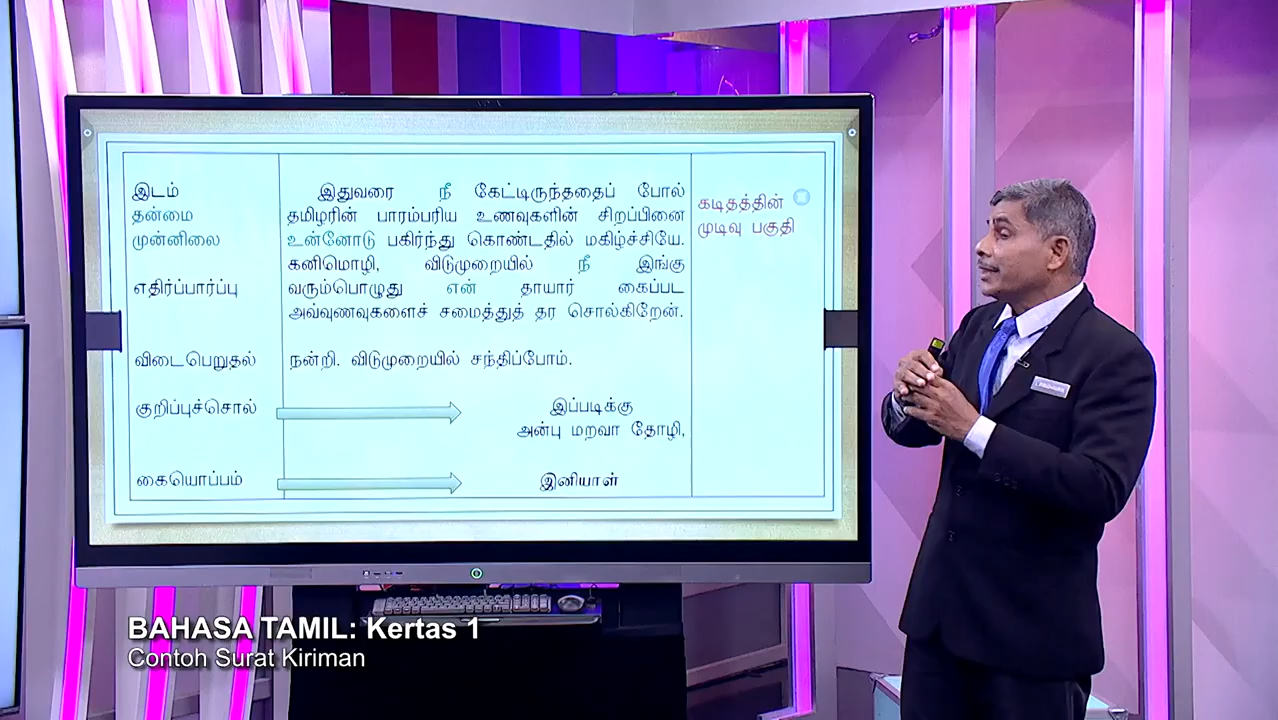 இடம்
தன்மை
முன்னிலை
எதிர்ப்பார்ப்பு
விடைபெறுதல்
குறிப்புச்சொல்
கையொப்பம்
இதுவரை நீ கேட்டிருந்ததைப் போல்
தமிழரின் பாரம்பரிய உணவுகளின் சிறப்பினை
உன்னோடு பகிர்ந்து கொண்டதில் மகிழ்ச்சியே.
கனிமொழி, விடுமுறையில் நீ இங்கு
வரும்பொழுது என் தாயார் கைப்பட
அவ்வுணவுகளைச் சமைத்துத் தர சொல்கிறேன்.
நன்றி. விடுமுறையில் சந்திப்போம்.
இப்படிக்கு
அன்பு மறவா தோழி,
இனியாள்
கடிதத்தின்
முடிவு பகுதி
BAHASA TAMIL: Kertas 1
Contoh Surat Kiriman